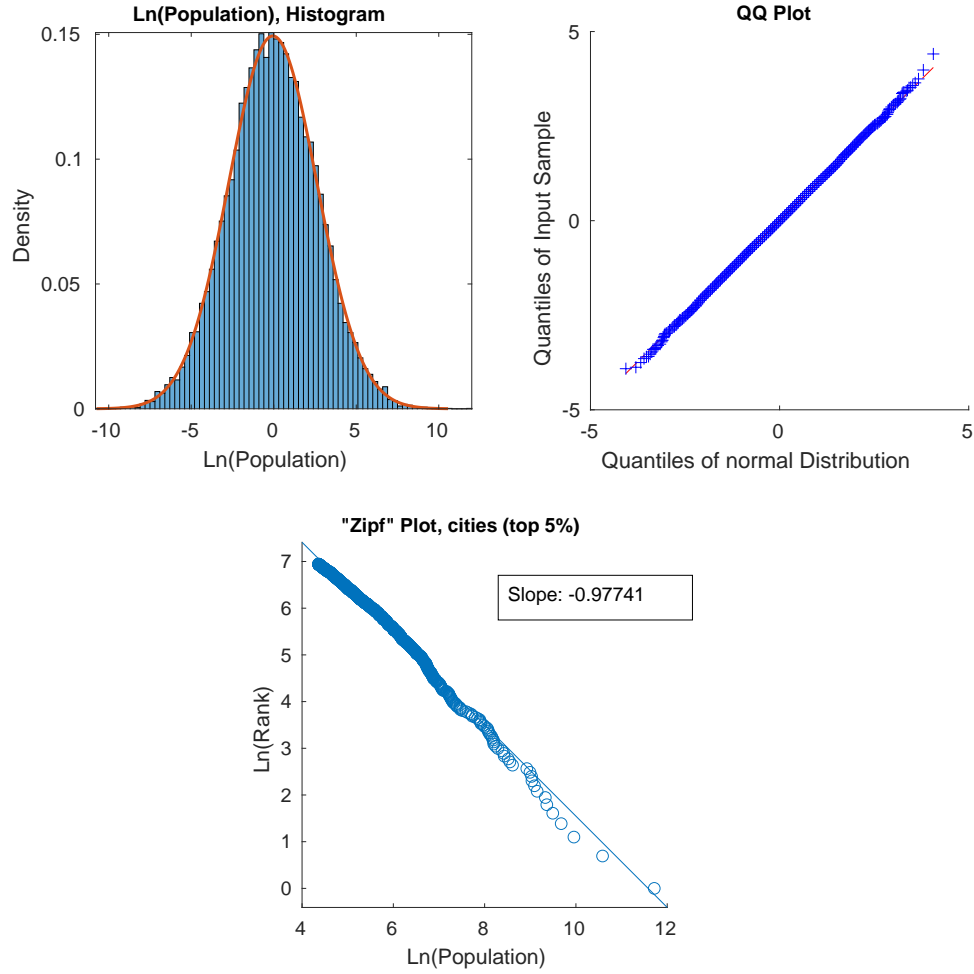 Ln(Population), Histogram
0.15
0.1
0.05
0
Density
-10
-5
0
5
10
Ln(Population)
QQ Plot
5
0
-5
Quantiles of Input Sample
-5
0
5
Quantiles of normal Distribution
"Zipf" Plot, cities (top 5%)
7
6
5
4
3
2
1
0
Ln(Rank)
Slope: -0.97741
4
6
8
10
12
Ln(Population)